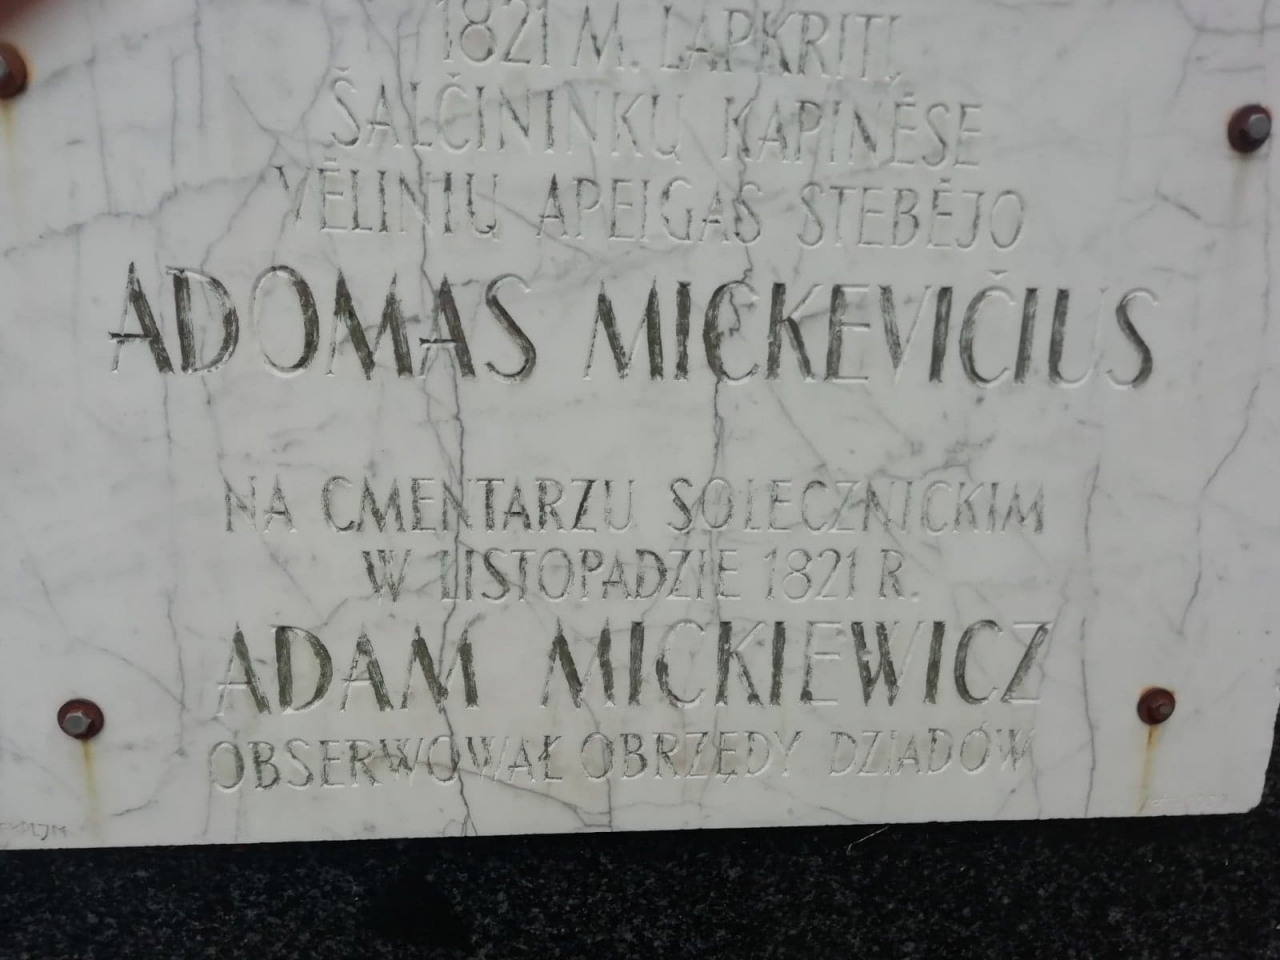 1821 M. LAPKRITĮ
ŠALČININKŲ KAPINĖSE
VĖLINIŲ APEIGAS STEBĖJO
ADOMAS MICKEVIČIUS
NA CMENTARZU SOLECZNICKIM
W LISTOPADZIE 1821 R.
ADAM MICKIEWICZ
OBSERWOWAŁ OBRZĘDY DZIADÓW